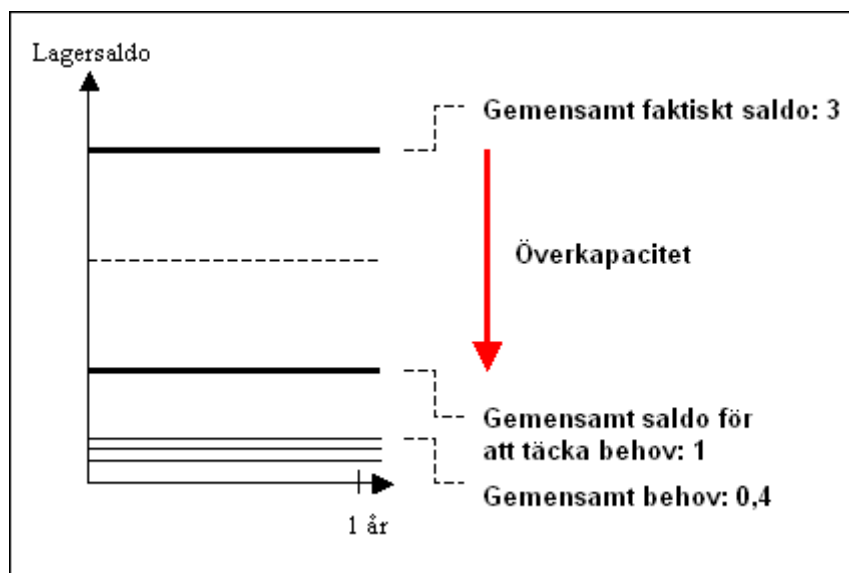 Lagersaldo
Gemensamt faktiskt saldo: 3
Överkapacitet
Gemensamt saldo för
att täcka behov: 1
Gemensamt behov: 0,4
1 år